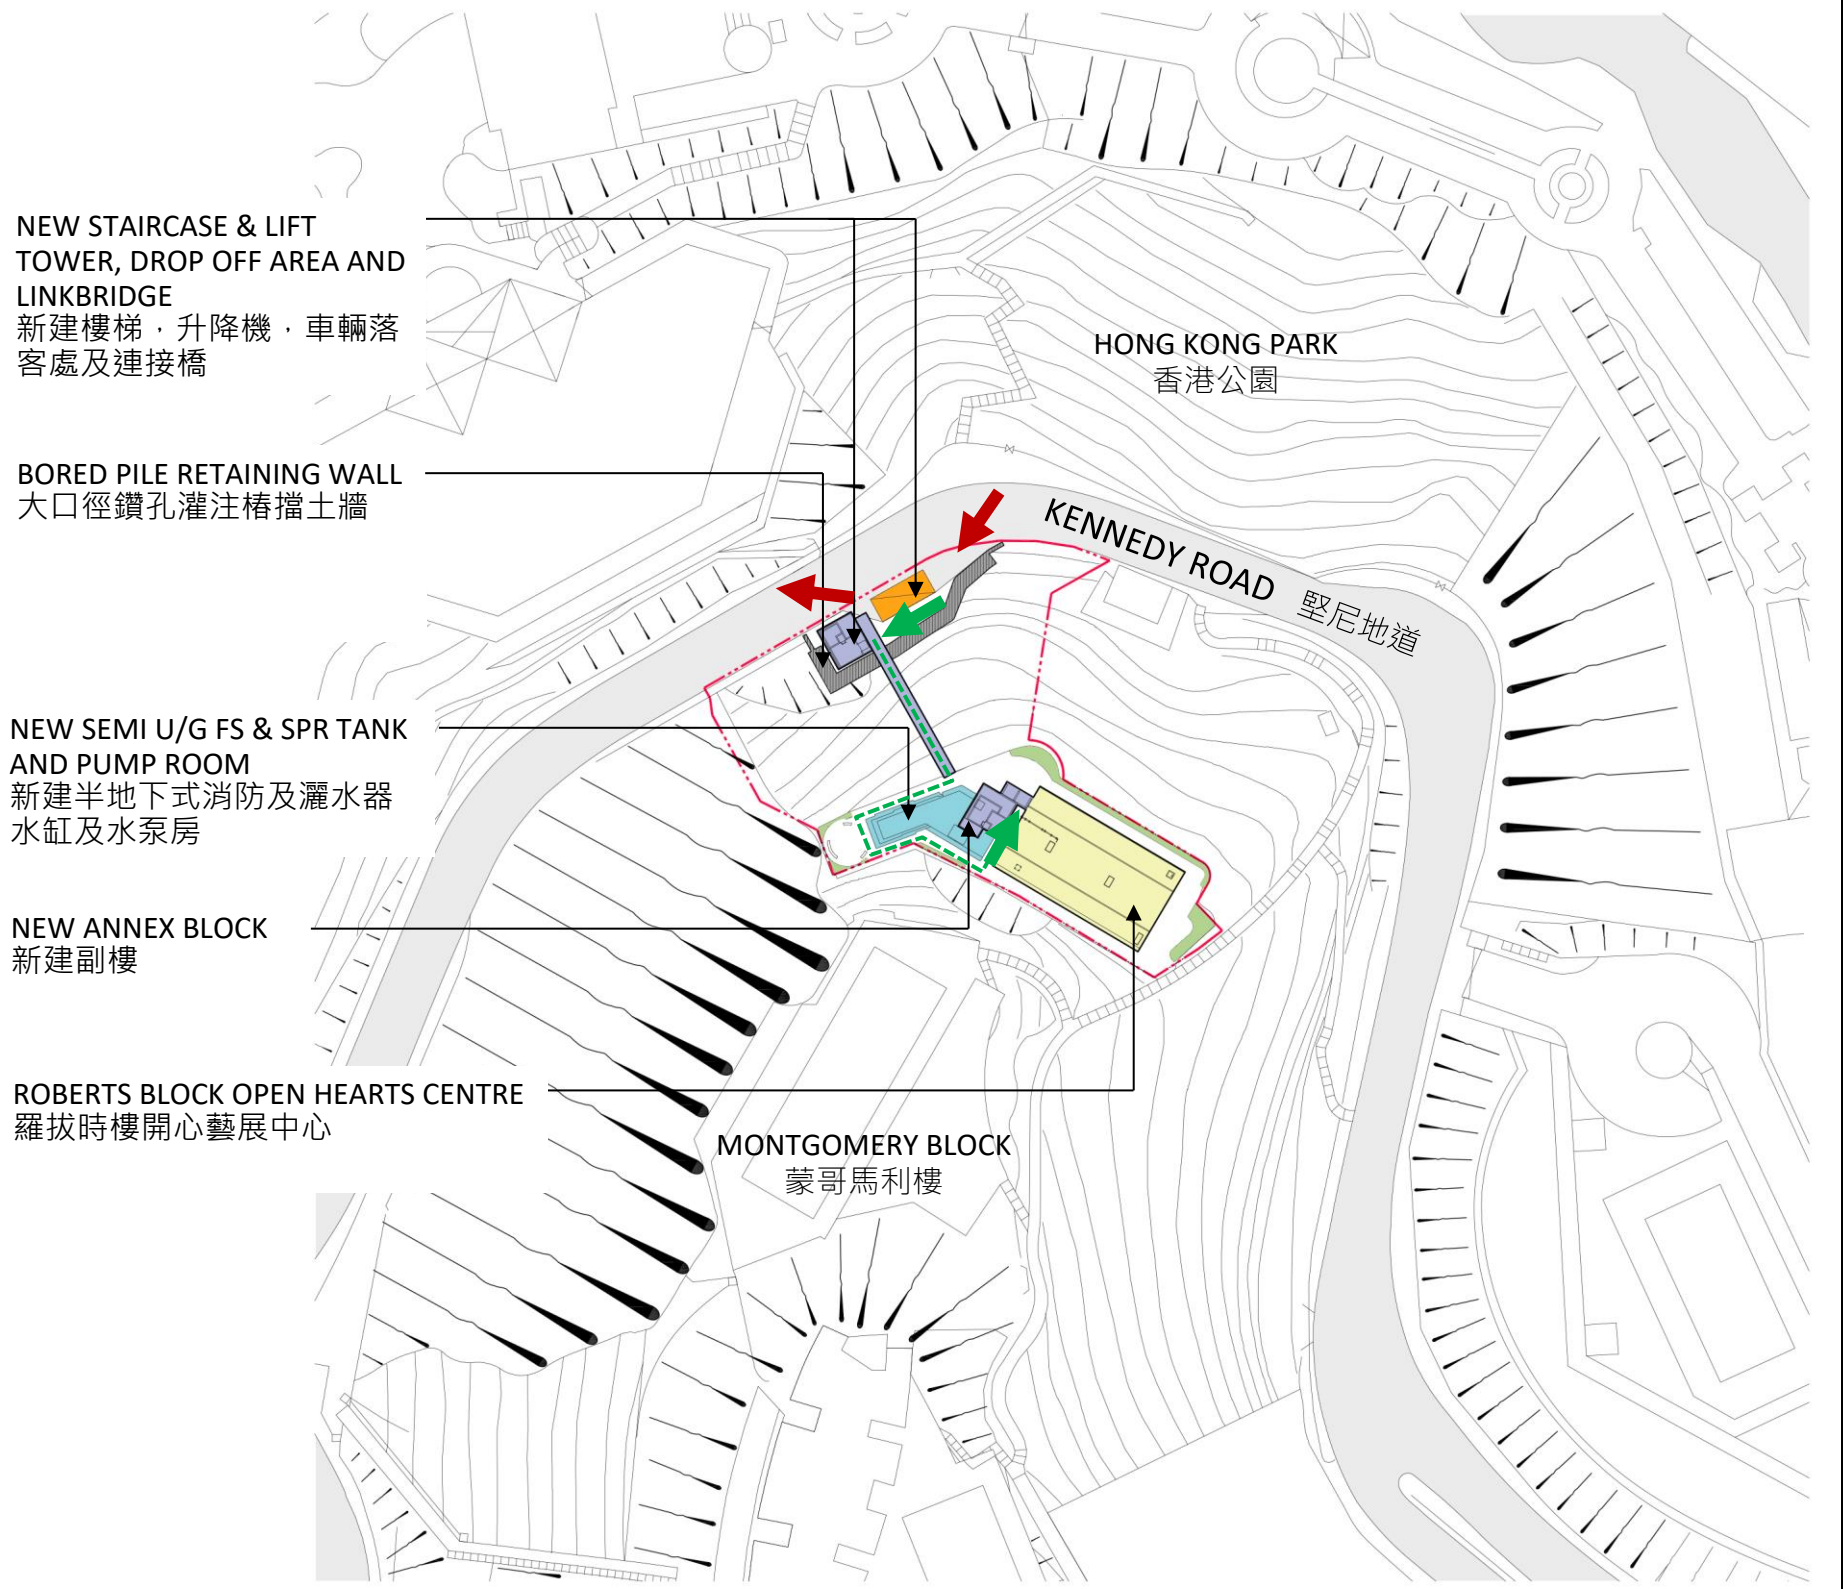 NEW STAIRCASE & LIFT
TOWER, DROP OFF AREA AND
LINKBRIDGE
新建樓梯，升降機，車輛落
客處及連接橋
HONG KONG PARK
香港公園
BORED PILE RETAINING WALL
大口徑鑽孔灌注樁擋土牆
KENNEDY ROAD 堅尼地道
NEW SEMI U/G FS & SPR TANK
AND PUMP ROOM
新建半地下式消防及灑水器
水缸及水泵房
NEW ANNEX BLOCK
新建副樓
ROBERTS BLOCK OPEN HEARTS CENTRE
羅拔時樓開心藝展中心
MONTGOMERY BLOCK
蒙哥馬利樓